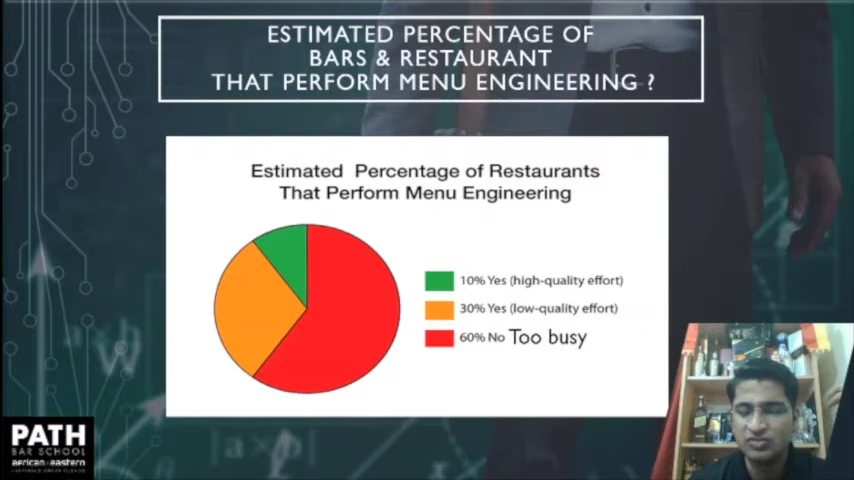 ESTIMATED PERCENTAGE OF
BARS & RESTAURANT
THAT PERFORM MENU ENGINEERING ?
Estimated Percentage of Restaurants
That Perform Menu Engineering
10% Yes (high-quality effort)
30% Yes (low-quality effort)
60% No Too busy
PATH
BAR SCHOOL
african+eastern